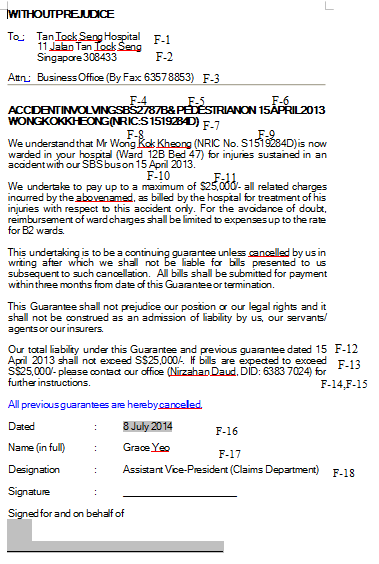 WITHOUT PREJUDICE
To : Tan Tock Seng Hospital F-1
11 Jalan Tan Tock Seng
Singapore 308433 F-2
Attn : Business Office (By Fax: 6357 8853) F-3
F-4 F-5 F-6
ACCIDENT INVOLVING SBS2787B & PEDESTRIAN ON 15 APRIL 2013
WONG KOK KHEONG (NRIC: S 1519284D) F-7
F-8 F-9
We understand that Mr Wong Kok Kheong (NRIC No. S1519284D) is now
warded in your hospital (Ward 12B Bed 47) for injuries sustained in an
accident with our SBS bus on 15 April 2013.
F-10 F-11
We undertake to pay up to a maximum of $25,000/- all related charges
incurred by the abovenamed, as billed by the hospital for treatment of his
injuries with respect to this accident only. For the avoidance of doubt,
reimbursement of ward charges shall be limited to expenses up to the rate
for B2 wards.
This undertaking is to be a continuing guarantee unless cancelled by us in
writing after which we shall not be liable for bills presented to us
subsequent to such cancellation. All bills shall be submitted for payment
within three months from date of this Guarantee or termination.
This Guarantee shall not prejudice our position or our legal rights and it
shall not be construed as an admission of liability by us, our servants/
agents or our insurers.
Our total liability under this Guarantee and previous guarantee dated 15 F-12
April 2013 shall not exceed S$25,000/-. If bills are expected to exceed F-13
S$25,000/- please contact our office (Nirzahan Daud, DID: 6383 7024) for
further instructions. F-14,F-15
All previous guarantees are hereby cancelled.
Dated : 8 July 2014 F-16
Name (in full) : Grace Yeo F-17
Designation : Assistant Vice-President (Claims Department) F-18
Signature :
Signed for and on behalf of